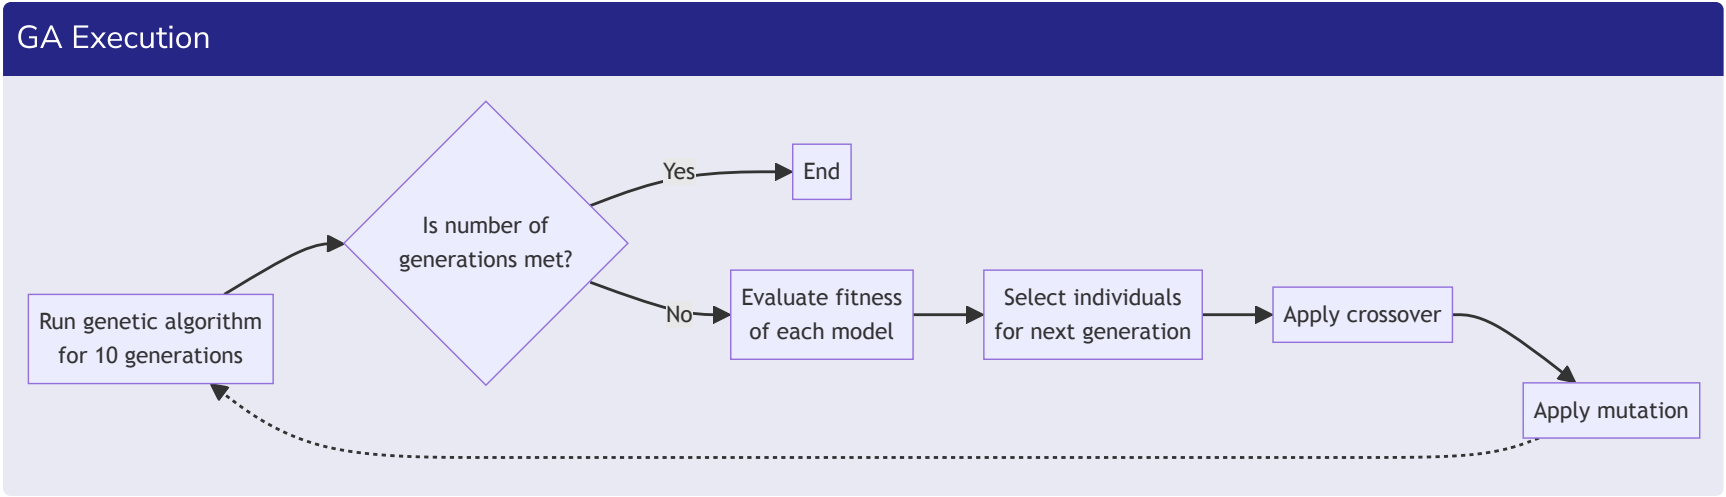 GA Execution
Run genetic algorithm
for 10 generations
Is number of
generations met?
Yes
End
No
Evaluate fitness
of each model
Select individuals
for next generation
Apply crossover
Apply mutation